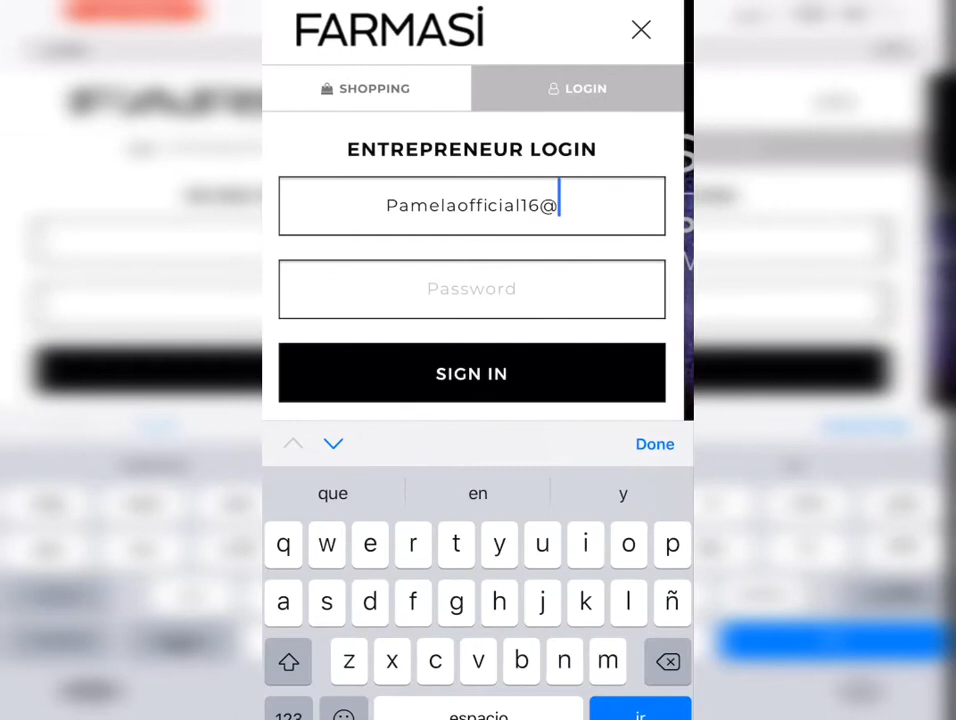 FARMASİ
SHOPPING
LOGIN
ENTREPRENEUR LOGIN
Pamelaofficial16@
Password
SIGN IN
Done
que en y
q w e r t y u i o p
a s d f g h j k l ñ
z x c v b n m
123 espacio ir